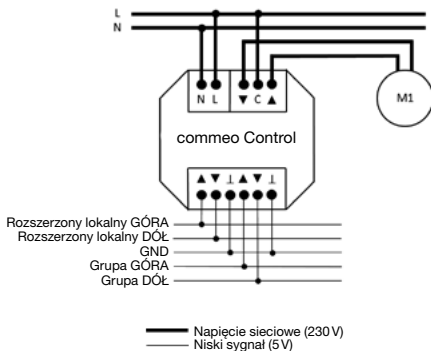 L
N
N L ▼ C ▲
M1
commeo Control
▲ ▼ ⊥ ▲ ▼ ⊥
Rozszerzony lokalny GÓRA
Rozszerzony lokalny DÓŁ
GND
Grupa GÓRA
Grupa DÓŁ
Napięcie sieciowe (230 V)
Niski sygnał (5 V)